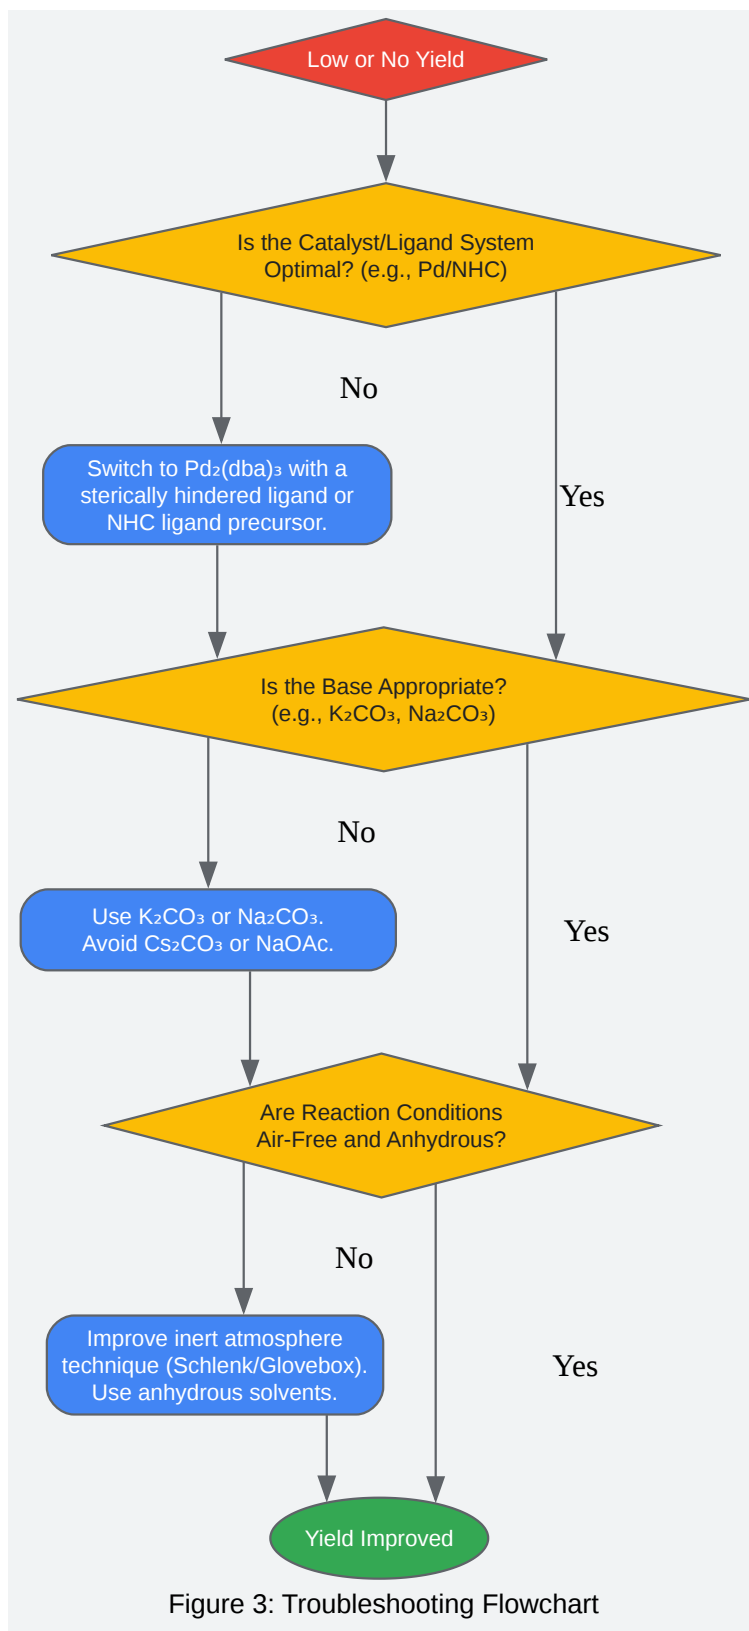 Low or No Yield
Is the Catalyst/Ligand System
Optimal? (e.g., Pd/NHC)
No
Switch to Pd₂(dba)₃ with a
sterically hindered ligand or
NHC ligand precursor.
Yes
Is the Base Appropriate?
(e.g., K₂CO₃, Na₂CO₃)
No
Use K₂CO₃ or Na₂CO₃.
Avoid Cs₂CO₃ or NaOAc.
Yes
Are Reaction Conditions
Air-Free and Anhydrous?
No
Improve inert atmosphere
technique (Schlenk/Glovebox).
Use anhydrous solvents.
Yes
Yield Improved
Figure 3: Troubleshooting Flowchart